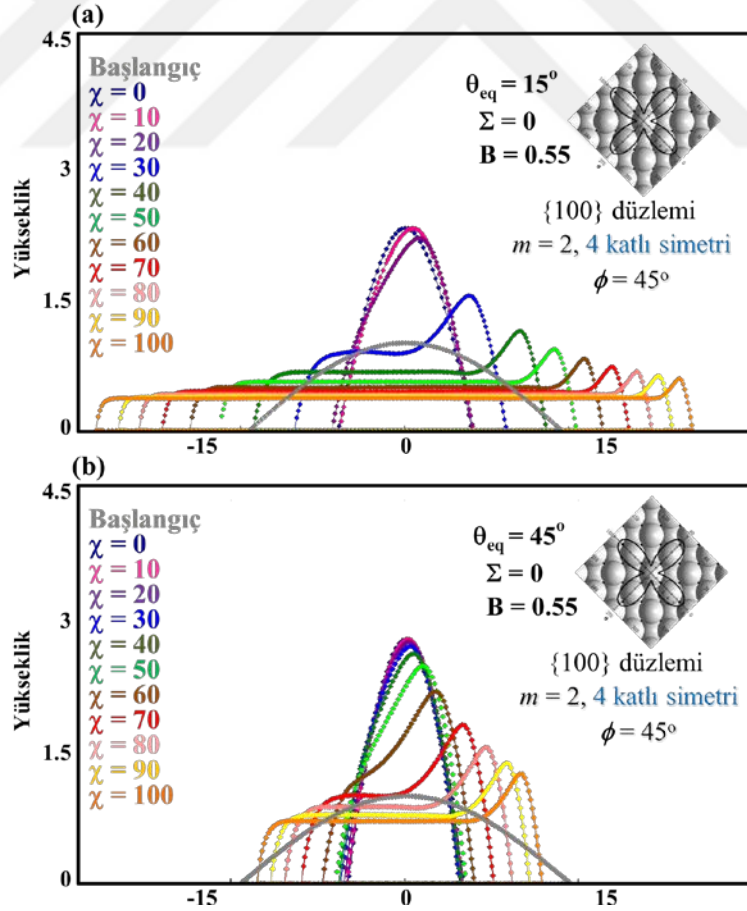 (a)
4.5
3
1.5
0
Yükseklik
Başlangıç
χ = 0
χ = 10
χ = 20
χ = 30
χ = 40
χ = 50
χ = 60
χ = 70
χ = 80
χ = 90
χ = 100
θeq = 15°
Σ = 0
B = 0.55
{100} düzlemi
m = 2, 4 katlı simetri
ϕ = 45°
-15
0
15
(b)
4.5
3
1.5
0
Yükseklik
Başlangıç
χ = 0
χ = 10
χ = 20
χ = 30
χ = 40
χ = 50
χ = 60
χ = 70
χ = 80
χ = 90
χ = 100
θeq = 45°
Σ = 0
B = 0.55
{100} düzlemi
m = 2, 4 katlı simetri
ϕ = 45°
-15
0
15